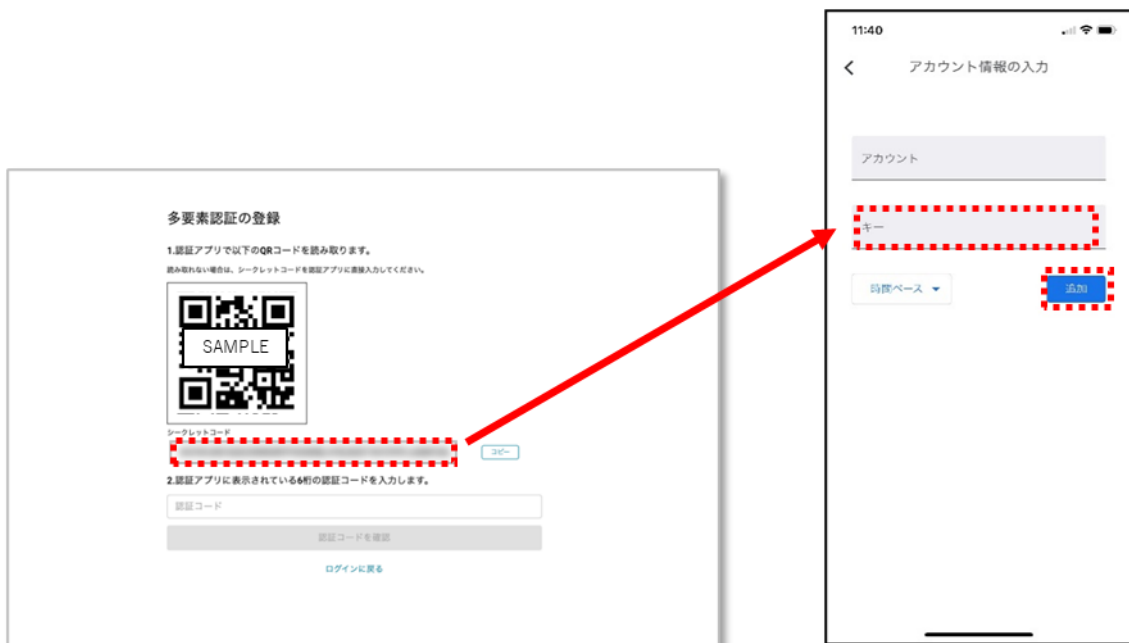 多要素認証の登録
1.認証アプリで以下のQRコードを読み取ります。
読み取れない場合は、シークレットコードを認証アプリに直接入力してください。
SAMPLE
シークレットコード
コピー
2.認証アプリに表示されている6桁の認証コードを入力します。
認証コード
認証コードを確認
ログインに戻る
11:40
アカウント情報の入力
アカウント
キー
時間ベース
追加